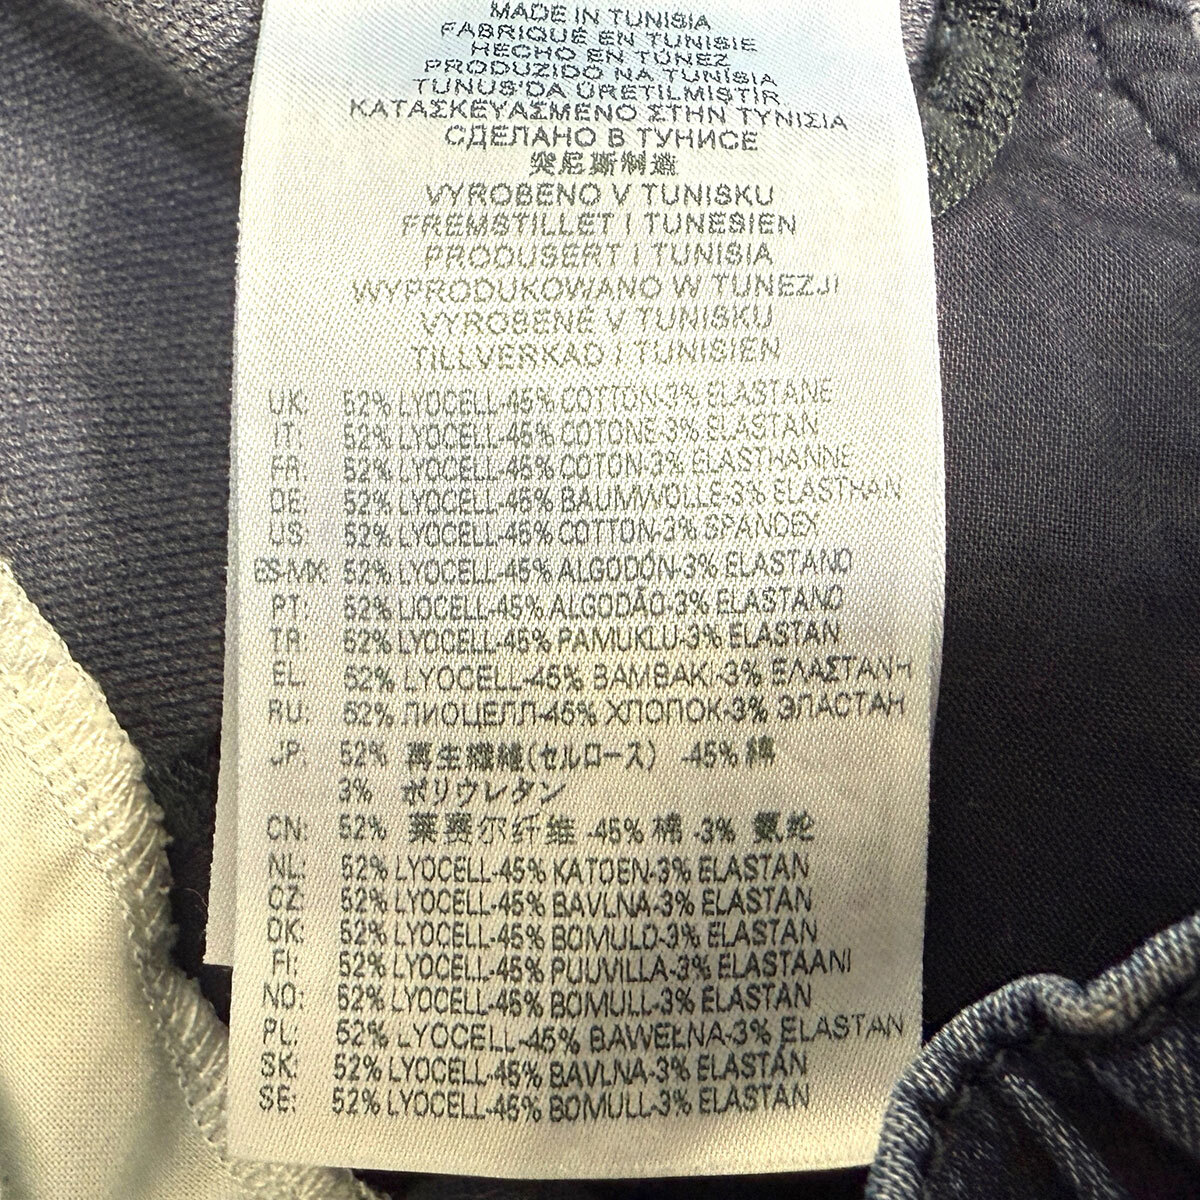 MADE IN TUNISIA
FABRIQUÉ EN TUNISIE
HECHO EN TÚNEZ
PRODUZIDO NA TUNÍSIA
TUNUS'DA ÜRETİLMİŞTİR
ΚΑΤΑΣΚΕΥΑΣΜΕΝΟ ΣΤΗΝ ΤΥΝΙΣΙΑ
СДЕЛАНО В ТУНИСЕ
突尼斯制造
VYROBENO V TUNISKU
FREMSTILLET I TUNESIEN
PRODUSERT I TUNISIA
WYPRODUKOWANO W TUNEZJI
VYROBENÉ V TUNISKU
TILLVERKAD I TUNISIEN
UK: 52% LYOCELL-45% COTTON-3% ELASTANE
IT: 52% LYOCELL-45% COTONE-3% ELASTAN
FR: 52% LYOCELL-45% COTON-3% ELASTHANNE
DE: 52% LYOCELL-45% BAUMWOLLE-3% ELASTHAN
US: 52% LYOCELL-45% COTTON-3% SPANDEX
ES-MX: 52% LYOCELL-45% ALGODÓN-3% ELASTANO
PT: 52% LIOCELL-45% ALGODÃO-3% ELASTANO
TR: 52% LYOCELL-45% PAMUKLU-3% ELASTAN
EL: 52% LYOCELL-45% ΒΑΜΒΑΚΙ-3% ΕΛΑΣΤΑΝΗ
RU: 52% ЛИОЦЕЛЛ-45% ХЛОПОК-3% ЭЛАСТАН
JP: 52% 再生繊維(セルロース) -45% 綿
3% ポリウレタン
CN: 52% 莱赛尔纤维 -45% 棉 -3% 氨纶
NL: 52% LYOCELL-45% KATOEN-3% ELASTAN
CZ: 52% LYOCELL-45% BAVLNA-3% ELASTAN
DK: 52% LYOCELL-45% BOMULD-3% ELASTAN
FI: 52% LYOCELL-45% PUUVILLA-3% ELASTAANI
NO: 52% LYOCELL-45% BOMULL-3% ELASTAN
PL: 52% LYOCELL-45% BAWEŁNA-3% ELASTAN
SK: 52% LYOCELL-45% BAVLNA-3% ELASTÁN
SE: 52% LYOCELL-45% BOMULL-3% ELASTAN